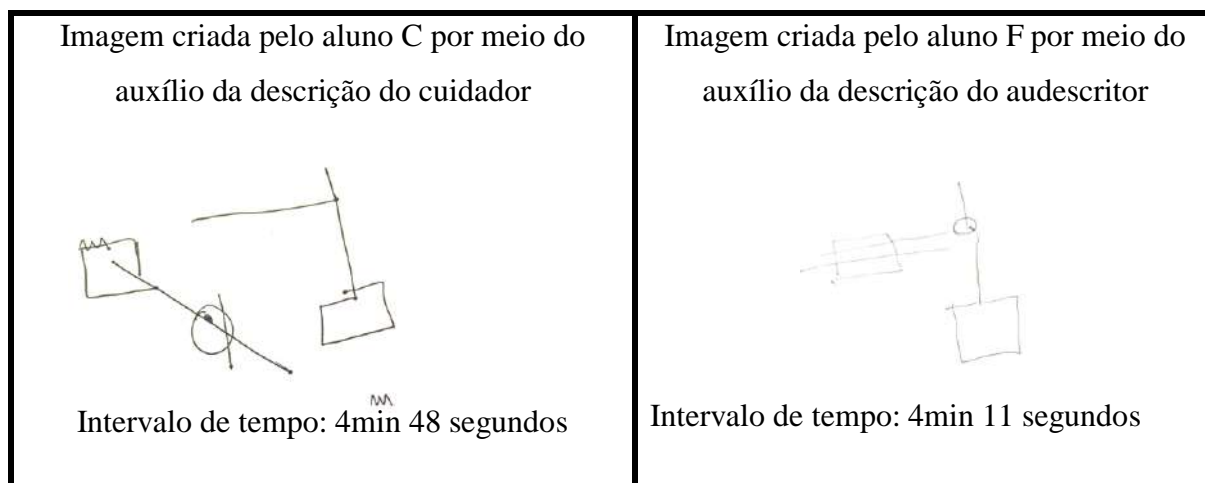 Imagem criada pelo aluno C por meio do
auxílio da descrição do cuidador
Intervalo de tempo: 4min 48 segundos
Imagem criada pelo aluno F por meio do
auxílio da descrição do audescritor
Intervalo de tempo: 4min 11 segundos